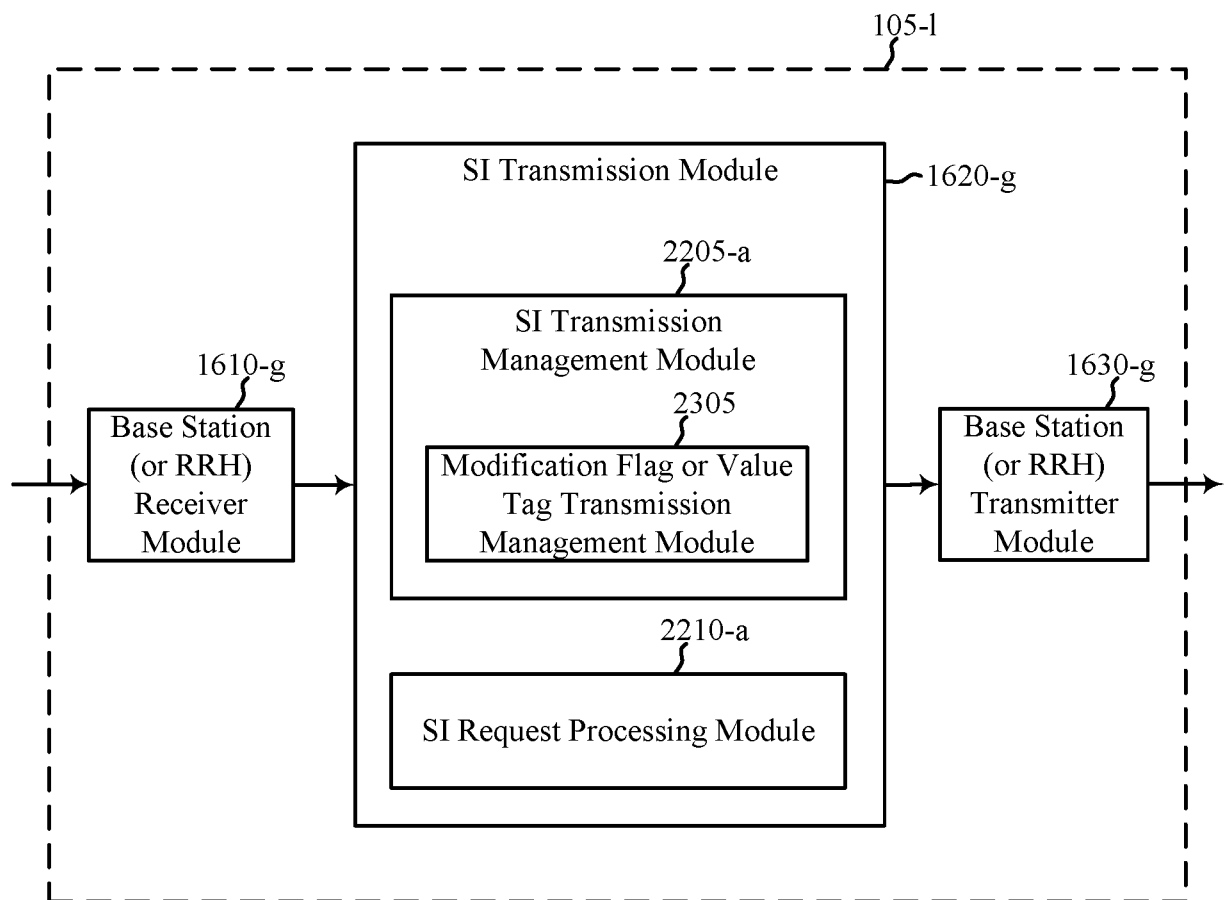 105-l
SI Transmission Module
1620-g
2205-a
SI Transmission
Management Module
2305
Modification Flag or Value
Tag Transmission
Management Module
1610-g
Base Station
(or RRH)
Receiver
Module
1630-g
Base Station
(or RRH)
Transmitter
Module
2210-a
SI Request Processing Module